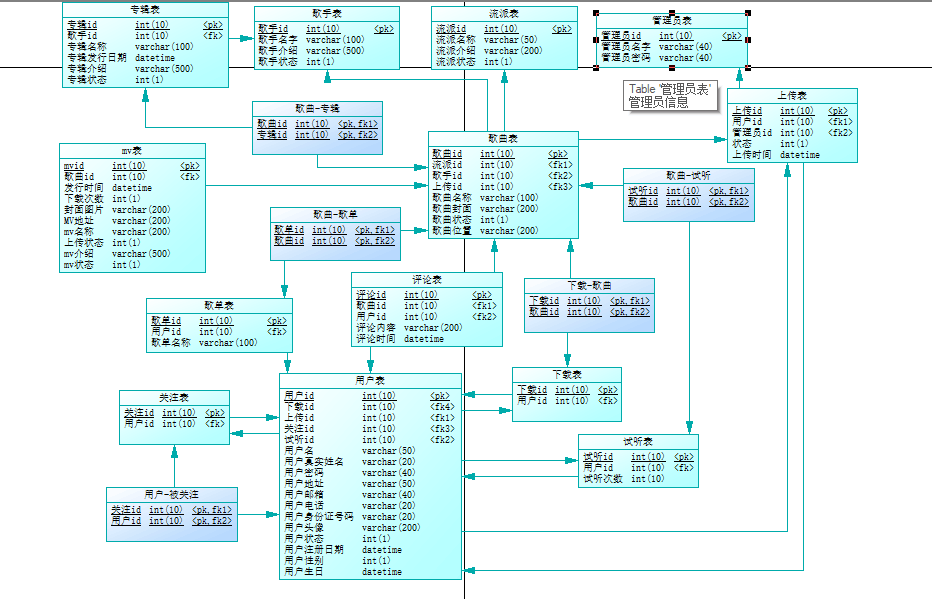 专辑表
专辑id int(10) <pk>
歌手id int(10) <fk>
专辑名称 varchar(100)
专辑发行日期 datetime
专辑介绍 varchar(500)
专辑状态 int(1)
歌手表
歌手id int(10) <pk>
歌手名字 varchar(100)
歌手介绍 varchar(500)
歌手状态 int(1)
流派表
流派id int(10) <pk>
流派名称 varchar(50)
流派介绍 varchar(200)
流派状态 int(1)
管理员表
管理员id int(10) <pk>
管理员名字 varchar(40)
管理员密码 varchar(40)
Table '管理员表'
管理员信息
上传表
上传id int(10) <pk>
用户id int(10) <fk1>
管理员id int(10) <fk2>
状态 int(1)
上传时间 datetime
歌曲-专辑
歌曲id int(10) <pk,fk1>
专辑id int(10) <pk,fk2>
mv表
mvid int(10) <pk>
歌曲id int(10) <fk>
发行时间 datetime
下载次数 int(1)
封面图片 varchar(200)
MV地址 varchar(200)
mv名称 varchar(200)
上传状态 int(1)
mv介绍 varchar(500)
mv状态 int(1)
歌曲表
歌曲id int(10) <pk>
流派id int(10) <fk1>
歌手id int(10) <fk2>
上传id int(10) <fk3>
歌曲名称 varchar(100)
歌曲封面 varchar(200)
歌曲状态 int(1)
歌曲位置 varchar(200)
歌曲-试听
试听id int(10) <pk,fk1>
歌曲id int(10) <pk,fk2>
歌曲-歌单
歌单id int(10) <pk,fk1>
歌曲id int(10) <pk,fk2>
评论表
评论id int(10) <pk>
歌曲id int(10) <fk1>
用户id int(10) <fk2>
评论内容 varchar(200)
评论时间 datetime
下载-歌曲
下载id int(10) <pk,fk1>
歌曲id int(10) <pk,fk2>
歌单表
歌单id int(10) <pk>
用户id int(10) <fk>
歌单名称 varchar(100)
下载表
下载id int(10) <pk>
用户id int(10) <fk>
关注表
关注id int(10) <pk>
用户id int(10) <fk>
用户表
用户id int(10) <pk>
下载id int(10) <fk4>
上传id int(10) <fk1>
关注id int(10) <fk3>
试听id int(10) <fk2>
用户名 varchar(50)
用户真实姓名 varchar(20)
用户密码 varchar(40)
用户地址 varchar(50)
用户邮箱 varchar(40)
用户电话 varchar(20)
用户身份证号码 varchar(20)
用户头像 varchar(200)
用户状态 int(1)
用户注册日期 datetime
用户性别 int(1)
用户生日 datetime
试听表
试听id int(10) <pk>
用户id int(10) <fk>
试听次数 int(10)
用户-被关注
关注id int(10) <pk,fk1>
用户id int(10) <pk,fk2>